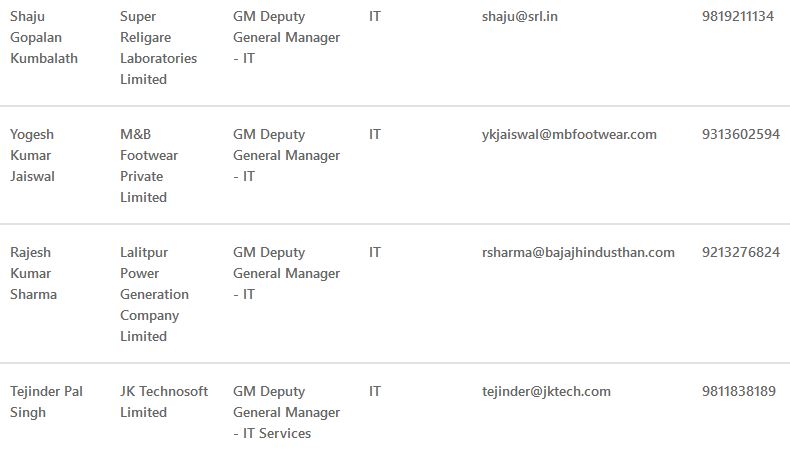 Shaju Super GM Deputy IT shaju@srl.in 9819211134
Gopalan Religare General Manager
Kumbalath Laboratories - IT
Limited
Yogesh M&B GM Deputy IT ykjaiswal@mbfootwear.com 9313602594
Kumar Footwear General Manager
Jaiswal Private - IT
Limited
Rajesh Lalitpur GM Deputy IT rsharma@bajajhindusthan.com 9213276824
Kumar Power General Manager
Sharma Generation - IT
Company
Limited
Tejinder Pal JK Technosoft GM Deputy IT tejinder@jktech.com 9811838189
Singh Limited General Manager
- IT Services